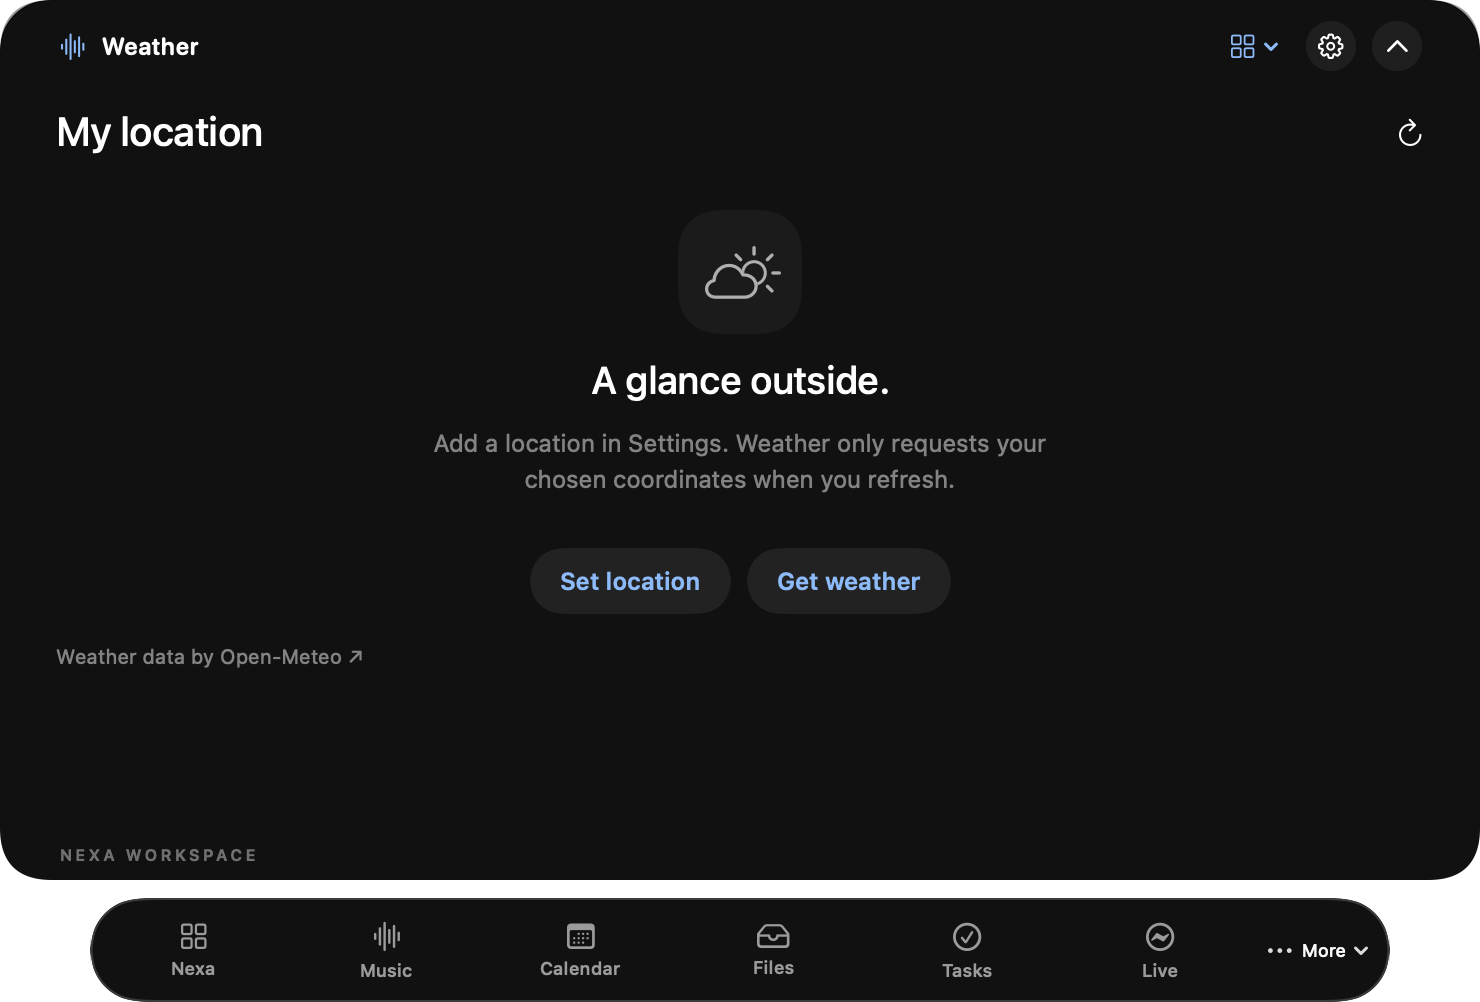 Weather
My location
A glance outside.
Add a location in Settings. Weather only requests your
chosen coordinates when you refresh.
Set location
Get weather
Weather data by Open-Meteo ↗
NEXA WORKSPACE
Nexa
Music
Calendar
Files
Tasks
Live
More